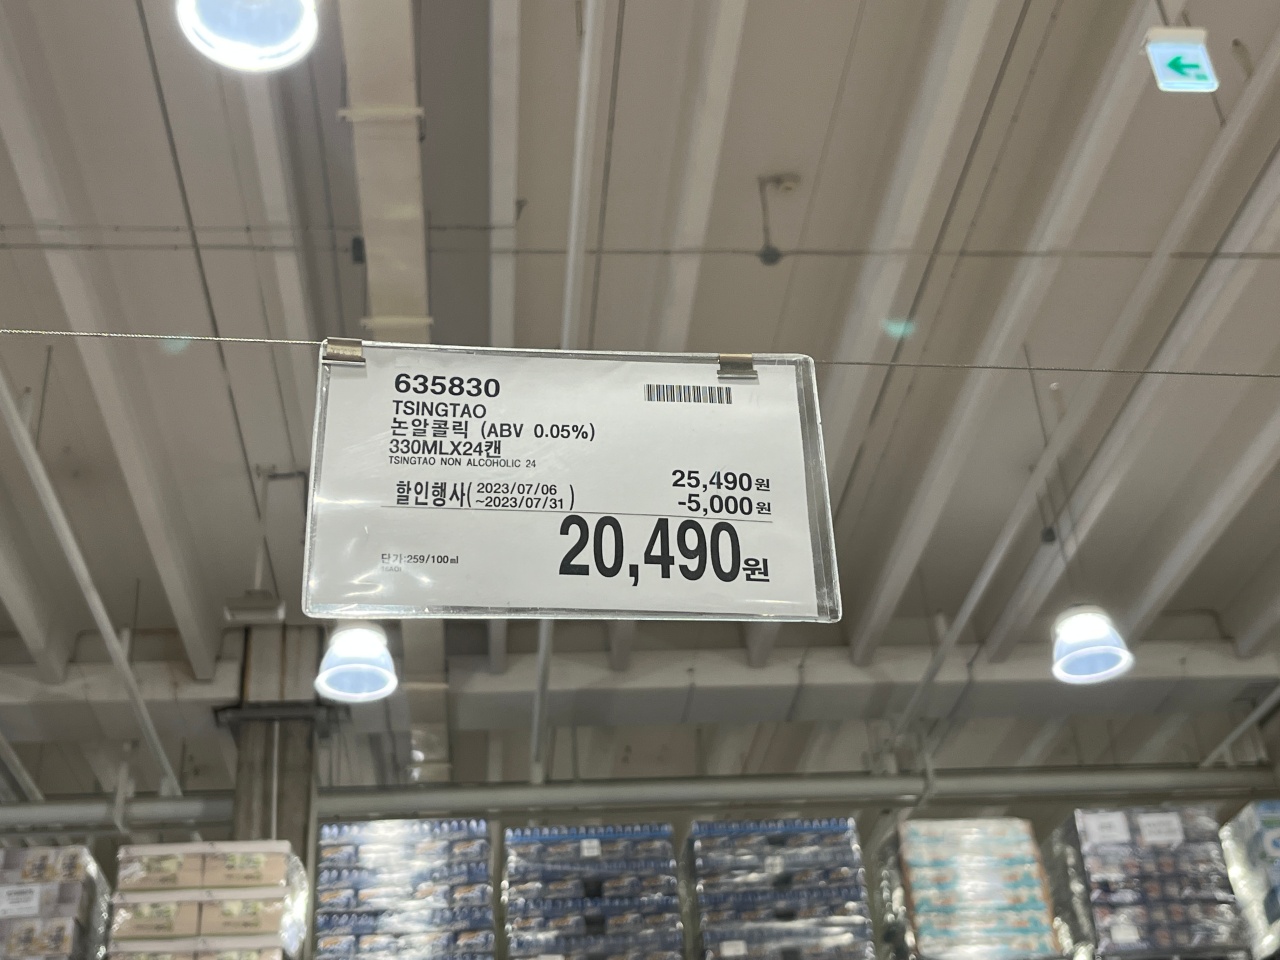 635830
TSINGTAO
논알콜릭 (ABV 0.05%)
330MLX24캔
TSINGTAO NON ALCOHOLIC 24
25,490원
할인행사( 2023/07/06 ~2023/07/31 )
-5,000원
20,490원
단가:259/100ml